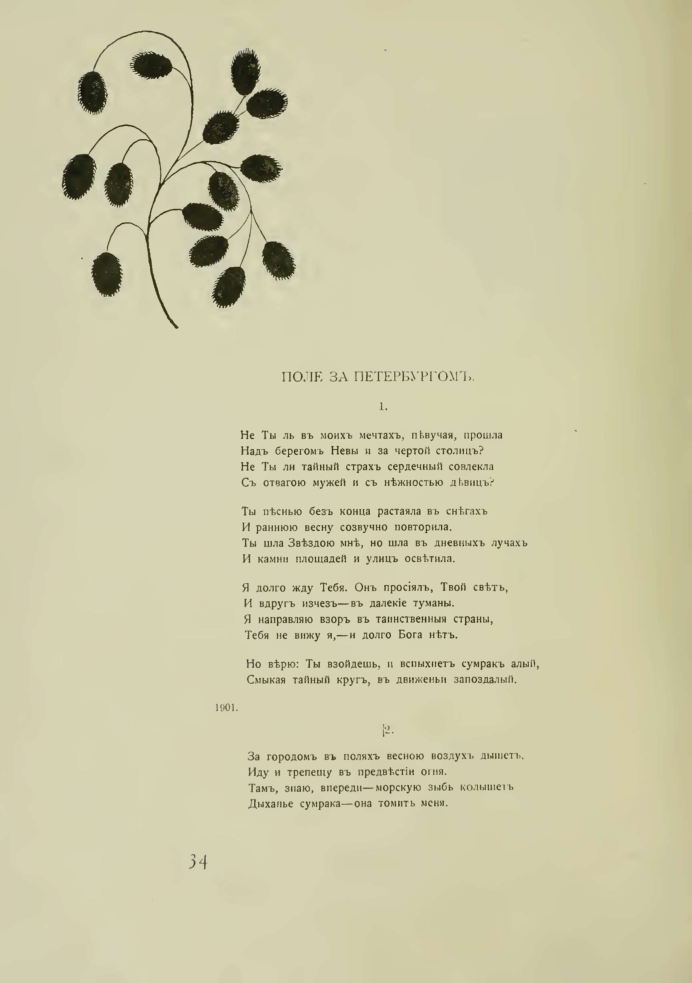 ПОЛЕ ЗА ПЕТЕРБУРГОМЪ.
1.
Не Ты ль въ моихъ мечтахъ, пѣвучая, прошла
Надъ берегомъ Невы и за чертой столицъ?
Не Ты ли тайный страхъ сердечный совлекла
Съ отвагою мужей и съ нѣжностью дѣвицъ?
Ты пѣснью безъ конца растаяла въ снѣгахъ
И раннюю весну созвучно повторила.
Ты шла Звѣздою мнѣ, но шла въ дневныхъ лучахъ
И камни площадей и улицъ освѣтила.
Я долго жду Тебя. Онъ просіялъ, Твой свѣтъ,
И вдругъ изчезъ—въ далекіе туманы.
Я направляю взоръ въ таинственныя страны,
Тебя не вижу я,—и долго Бога нѣтъ.
Но вѣрю: Ты взойдешь, и вспыхнетъ сумракъ алый,
Смыкая тайный кругъ, въ движеньи запоздалый.
1901.
2.
За городомъ въ поляхъ весною воздухъ дышетъ.
Иду и трепещу въ предвѣстіи огня.
Тамъ, знаю, впереди—морскую зыбь колышетъ
Дыханье сумрака—она томитъ меня.
34